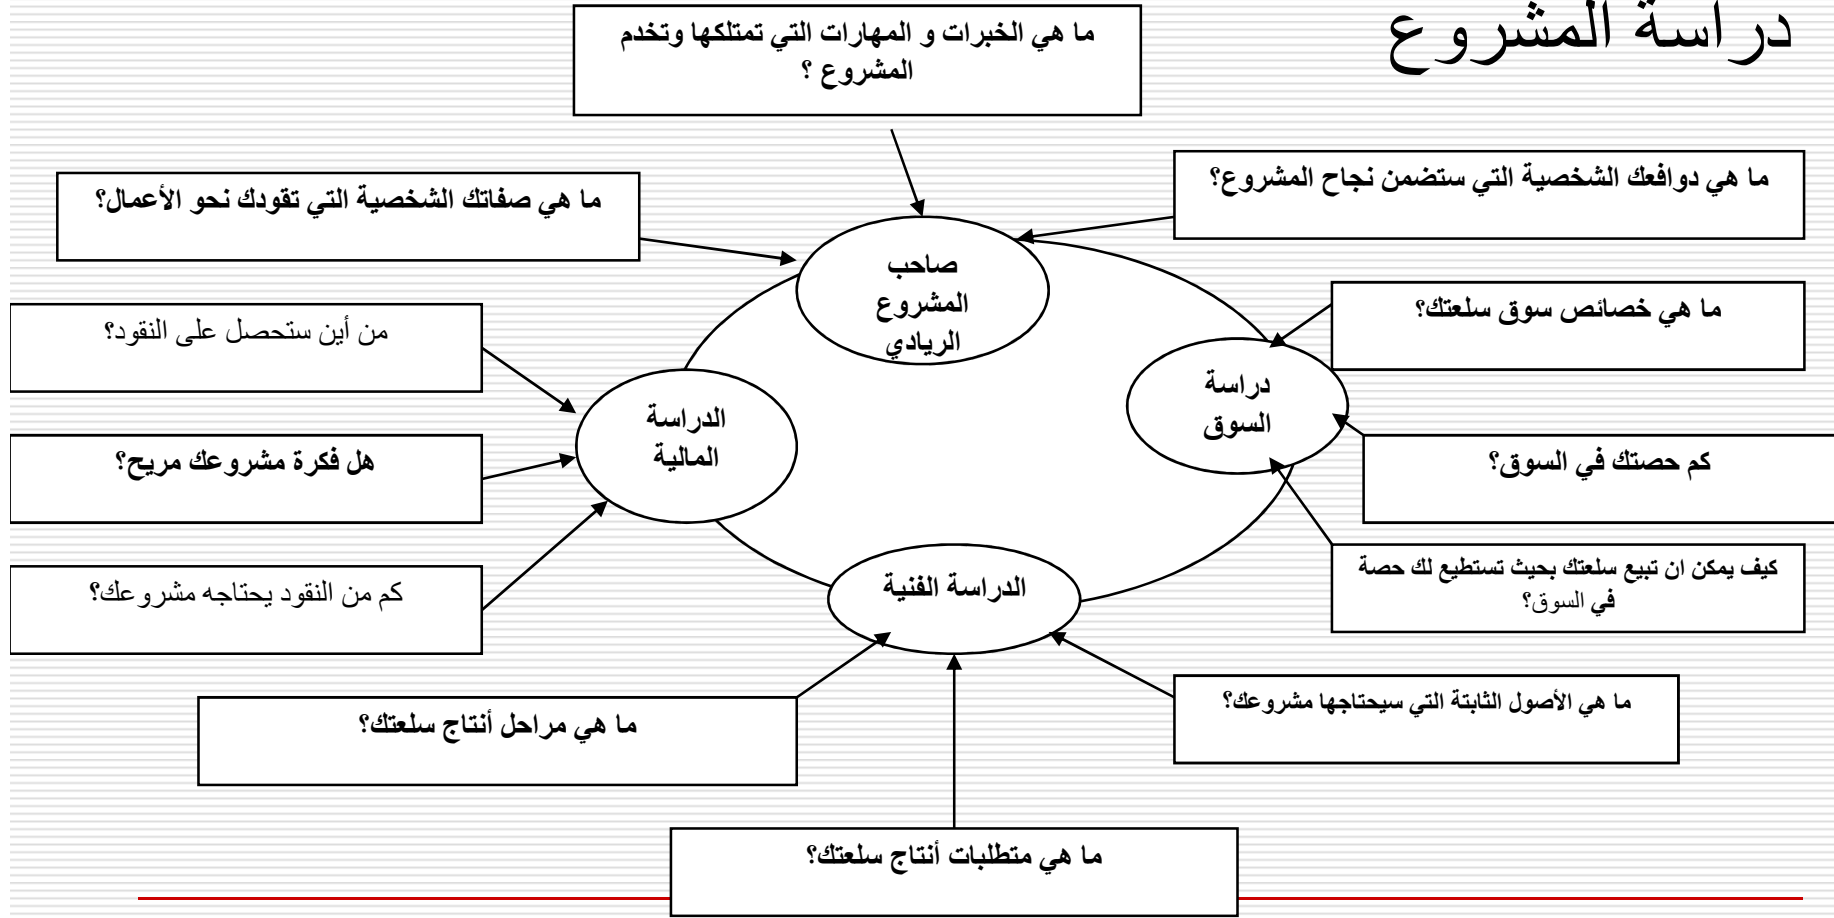 دراسة المشروع
ما هي الخبرات و المهارات التي تمتلكها وتخدم
المشروع ؟
ما هي دوافعك الشخصية التي ستضمن نجاح المشروع؟
ما هي صفاتك الشخصية التي تقودك نحو الأعمال؟
صاحب
المشروع
الريادي
ما هي خصائص سوق سلعتك؟
من أين ستحصل على النقود؟
دراسة
السوق
الدراسة
المالية
كم حصتك في السوق؟
هل فكرة مشروعك مريح؟
كيف يمكن ان تبيع سلعتك بحيث تستطيع لك حصة
في السوق؟
الدراسة الفنية
كم من النقود يحتاجه مشروعك؟
ما هي الأصول الثابتة التي سيحتاجها مشروعك؟
ما هي مراحل أنتاج سلعتك؟
ما هي متطلبات أنتاج سلعتك؟